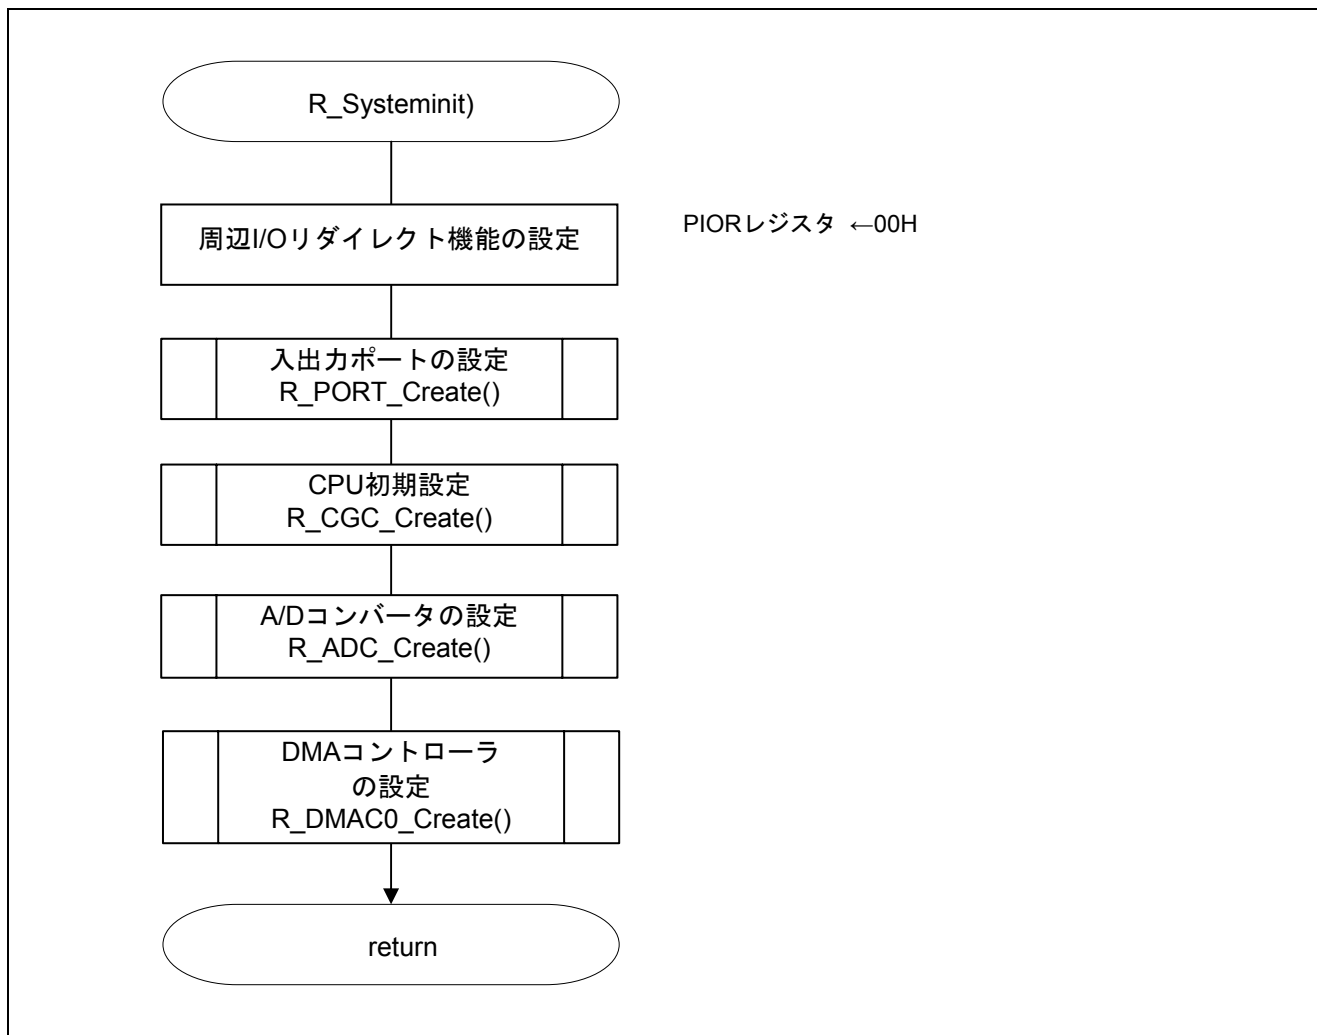 R_Systeminit)
周辺I/Oリダイレクト機能の設定
PIORレジスタ ←00H
入出力ポートの設定
R_PORT_Create()
CPU初期設定
R_CGC_Create()
A/Dコンバータの設定
R_ADC_Create()
DMAコントローラ
の設定
R_DMAC0_Create()
return